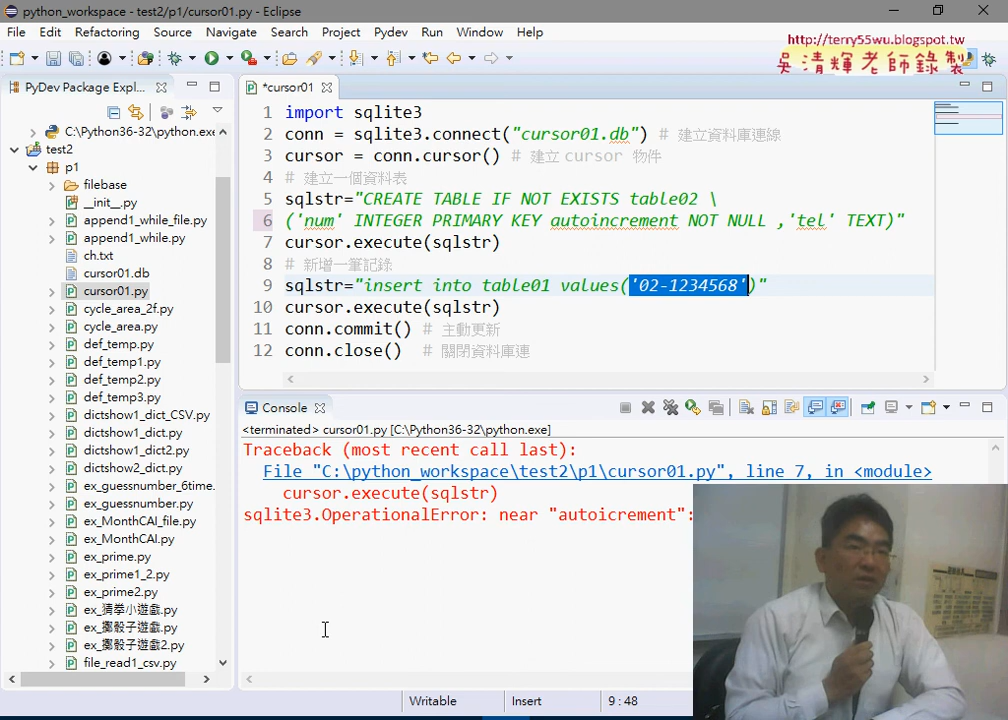 python_workspace - test2/p1/cursor01.py - Eclipse
File Edit Refactoring Source Navigate Search Project Pydev Run Window Help
http://terry55wu.blogspot.tw
吳清輝老師錄製
PyDev Package Expl...
C:\Python36-32\python.exe
test2
p1
filebase
__init__.py
append1_while_file.py
append1_while.py
ch.txt
cursor01.db
cursor01.py
cycle_area_2f.py
cycle_area.py
def_temp.py
def_temp1.py
def_temp2.py
def_temp3.py
dictshow1_dict_CSV.py
dictshow1_dict.py
dictshow1_dict2.py
dictshow2_dict.py
ex_guessnumber_6time.
ex_guessnumber.py
ex_MonthCAI_file.py
ex_MonthCAI.py
ex_prime.py
ex_prime1_2.py
ex_prime2.py
ex_猜拳小遊戲.py
ex_擲骰子遊戲.py
ex_擲骰子遊戲2.py
file_read1_csv.py
*cursor01
1 import sqlite3
2 conn = sqlite3.connect("cursor01.db") # 建立資料庫連線
3 cursor = conn.cursor() # 建立 cursor 物件
4 # 建立一個資料表
5 sqlstr="CREATE TABLE IF NOT EXISTS table02 \
6 ('num' INTEGER PRIMARY KEY autoincrement NOT NULL ,'tel' TEXT)"
7 cursor.execute(sqlstr)
8 # 新增一筆記錄
9 sqlstr="insert into table01 values('02-1234568')"
10 cursor.execute(sqlstr)
11 conn.commit() # 主動更新
12 conn.close() # 關閉資料庫連
Console
<terminated> cursor01.py [C:\Python36-32\python.exe]
Traceback (most recent call last):
File "C:\python_workspace\test2\p1\cursor01.py", line 7, in <module>
cursor.execute(sqlstr)
sqlite3.OperationalError: near "autoicrement":
Writable Insert 9 : 48